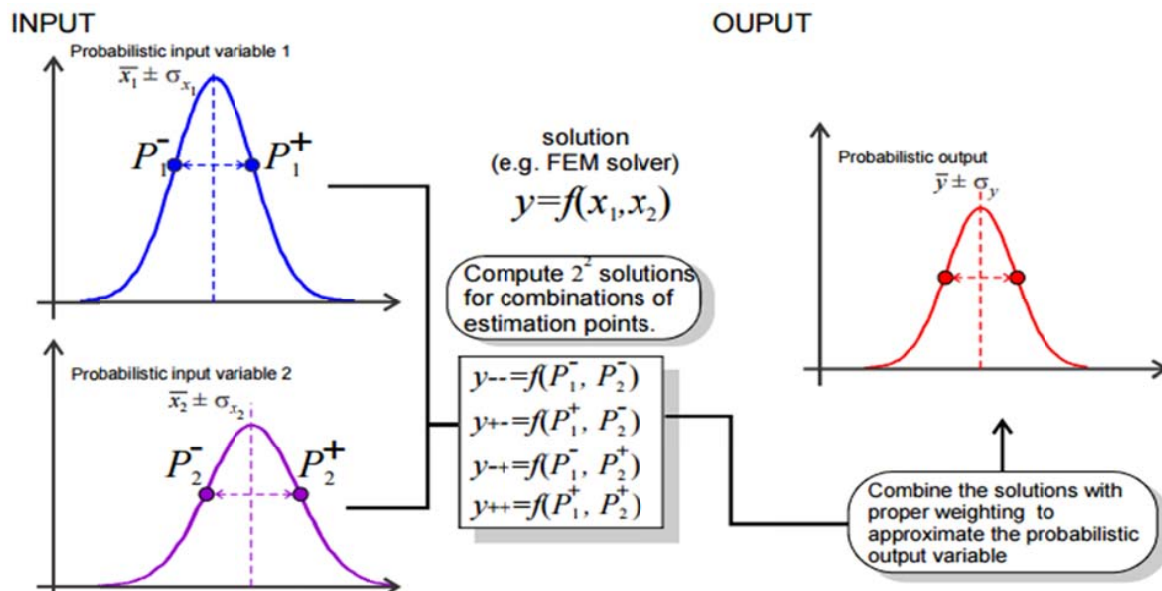 INPUT
Probabilistic input variable 1
x̄₁ ± σₓ₁
P₁⁻
P₁⁺
Probabilistic input variable 2
x̄₂ ± σₓ₂
P₂⁻
P₂⁺
solution
(e.g. FEM solver)
y=f(x₁,x₂)
Compute 2² solutions
for combinations of
estimation points.
y--=f(P₁⁻, P₂⁻)
y+-=f(P₁⁺, P₂⁻)
y-+=f(P₁⁻, P₂⁺)
y++=f(P₁⁺, P₂⁺)
OUPUT
Probabilistic output
ȳ ± σ_y
Combine the solutions with
proper weighting to
approximate the probabilistic
output variable